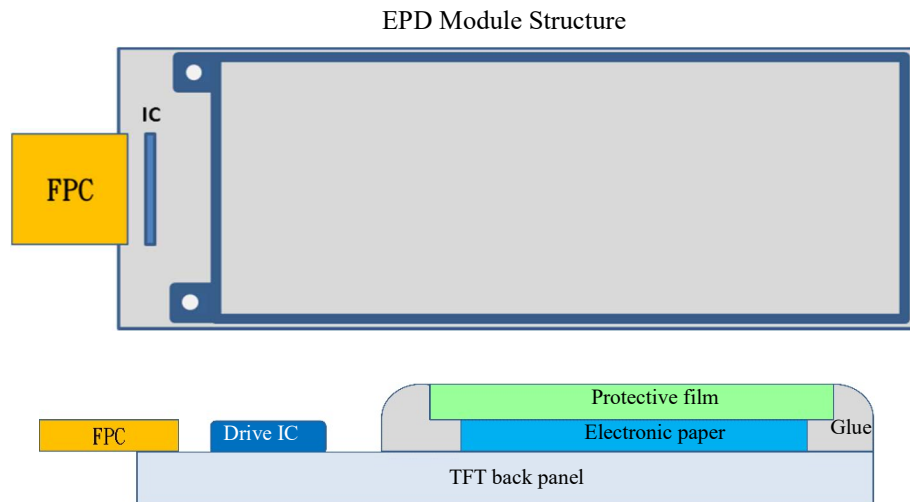 EPD Module Structure
IC
FPC
Protective film
FPC
Drive IC
Electronic paper
Glue
TFT back panel